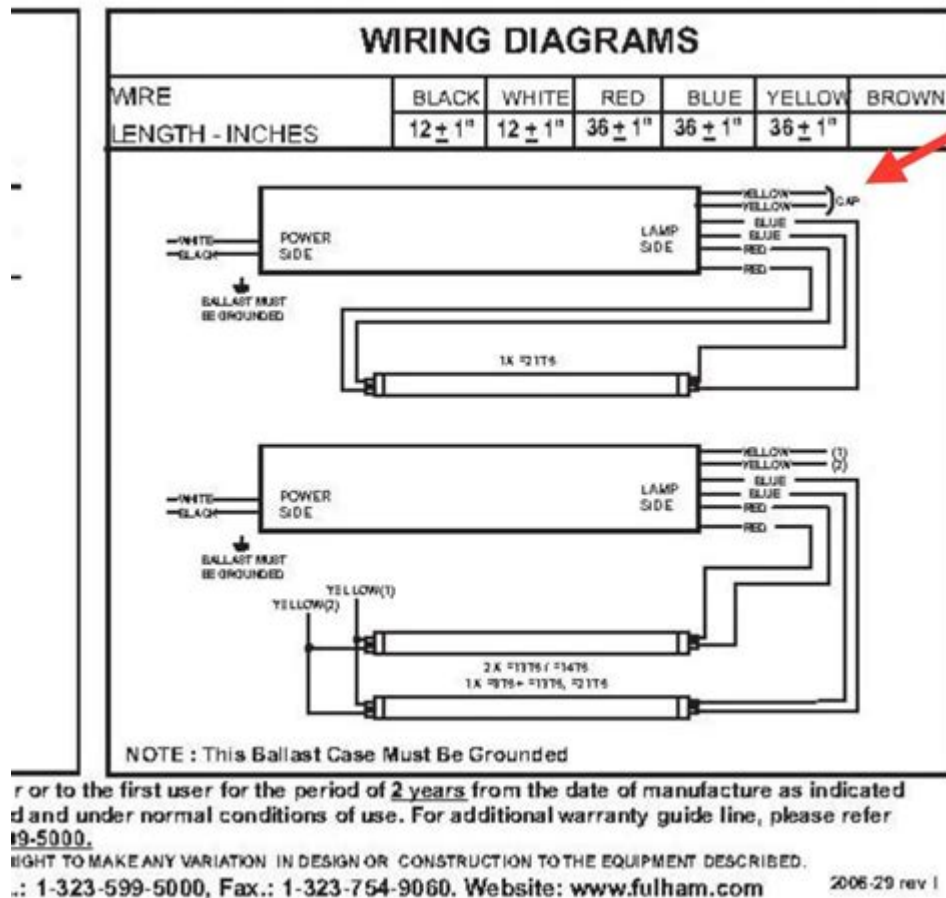 WIRING DIAGRAMS
WIRE BLACK WHITE RED BLUE YELLOW BROWN
LENGTH - INCHES 12 ± 1" 12 ± 1" 36 ± 1" 36 ± 1" 36 ± 1"
YELLOW
YELLOW
CAP
BLUE
BLUE
RED
RED
WHITE
BLACK
POWER
SIDE
LAMP
SIDE
BALLAST MUST
BE GROUNDED
YELLOW (1)
YELLOW (2)
BLUE
BLUE
RED
RED
WHITE
BLACK
POWER
SIDE
LAMP
SIDE
BALLAST MUST
BE GROUNDED
YELLOW(1)
YELLOW(2)
NOTE : This Ballast Case Must Be Grounded
r or to the first user for the period of 2 years from the date of manufacture as indicated
d and under normal conditions of use. For additional warranty guide line, please refer
9-5000.
IGHT TO MAKE ANY VARIATION IN DESIGN OR CONSTRUCTION TO THE EQUIPMENT DESCRIBED.
.: 1-323-599-5000, Fax.: 1-323-754-9060. Website: www.fulham.com
2006-29 rev